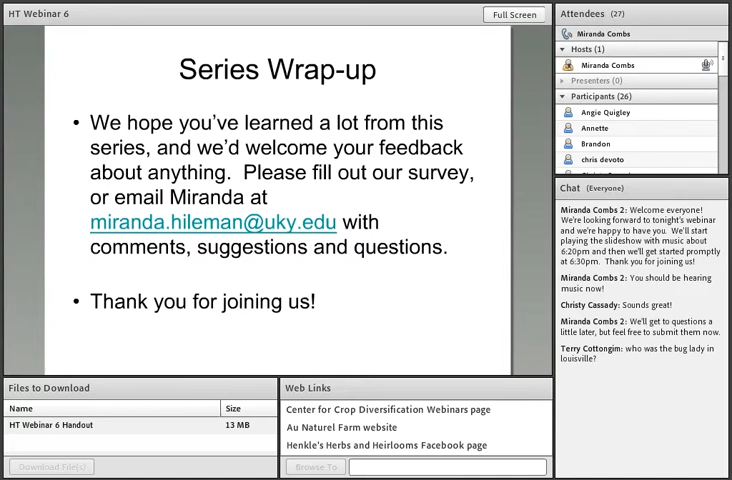 HT Webinar 6
Full Screen
Series Wrap-up
• We hope you've learned a lot from this
series, and we'd welcome your feedback
about anything. Please fill out our survey,
or email Miranda at
miranda.hileman@uky.edu with
comments, suggestions and questions.
• Thank you for joining us!
Files to Download
Name Size
HT Webinar 6 Handout 13 MB
Download File(s)
Web Links
Center for Crop Diversification Webinars page
Au Naturel Farm website
Henkle's Herbs and Heirlooms Facebook page
Browse To
Attendees (27)
Miranda Combs
Hosts (1)
Miranda Combs
Presenters (0)
Participants (26)
Angie Quigley
Annette
Brandon
chris devoto
Chat (Everyone)
Miranda Combs 2: Welcome everyone!
We're looking forward to tonight's webinar
and we're happy to have you. We'll start
playing the slideshow with music about
6:20pm and then we'll get started promptly
at 6:30pm. Thank you for joining us!
Miranda Combs 2: You should be hearing
music now!
Christy Cassady: Sounds great!
Miranda Combs 2: We'll get to questions a
little later, but feel free to submit them now.
Terry Cottongim: who was the bug lady in
louisville?